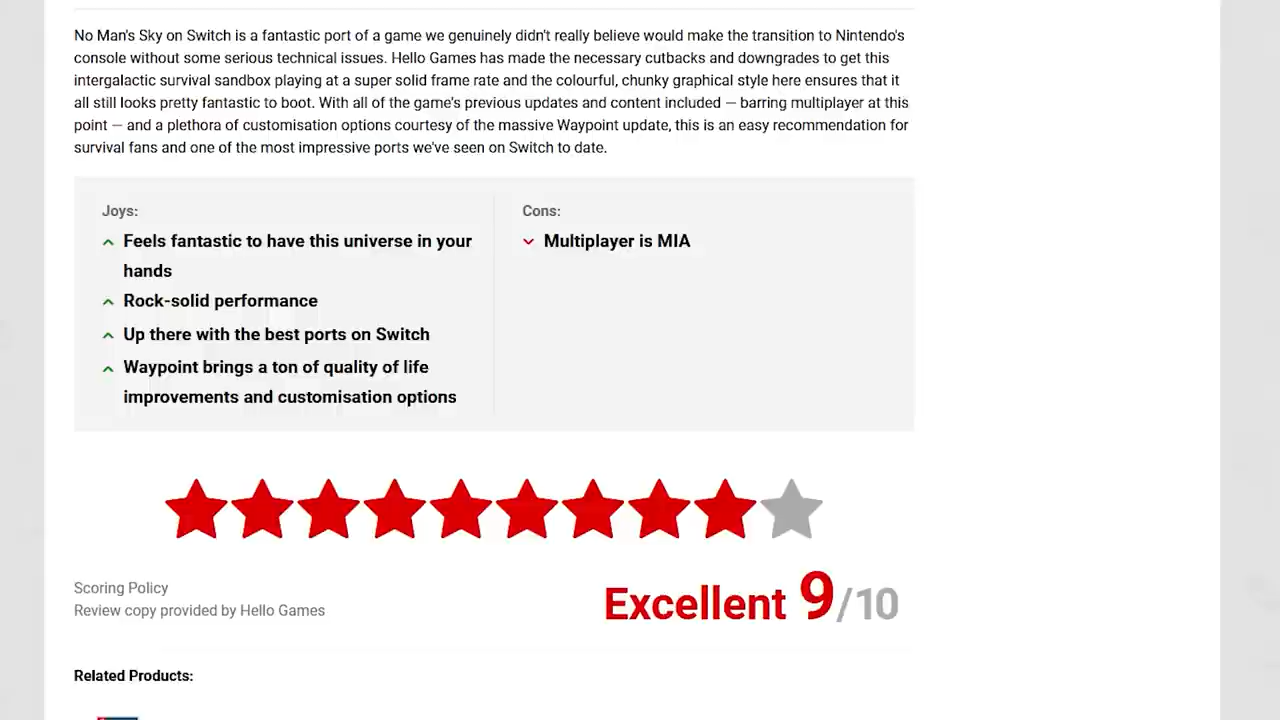 No Man's Sky on Switch is a fantastic port of a game we genuinely didn't really believe would make the transition to Nintendo's
console without some serious technical issues. Hello Games has made the necessary cutbacks and downgrades to get this
intergalactic survival sandbox playing at a super solid frame rate and the colourful, chunky graphical style here ensures that it
all still looks pretty fantastic to boot. With all of the game's previous updates and content included — barring multiplayer at this
point — and a plethora of customisation options courtesy of the massive Waypoint update, this is an easy recommendation for
survival fans and one of the most impressive ports we've seen on Switch to date.
Joys:
Feels fantastic to have this universe in your
hands
Rock-solid performance
Up there with the best ports on Switch
Waypoint brings a ton of quality of life
improvements and customisation options
Cons:
Multiplayer is MIA
Scoring Policy
Review copy provided by Hello Games
Excellent 9/10
Related Products: